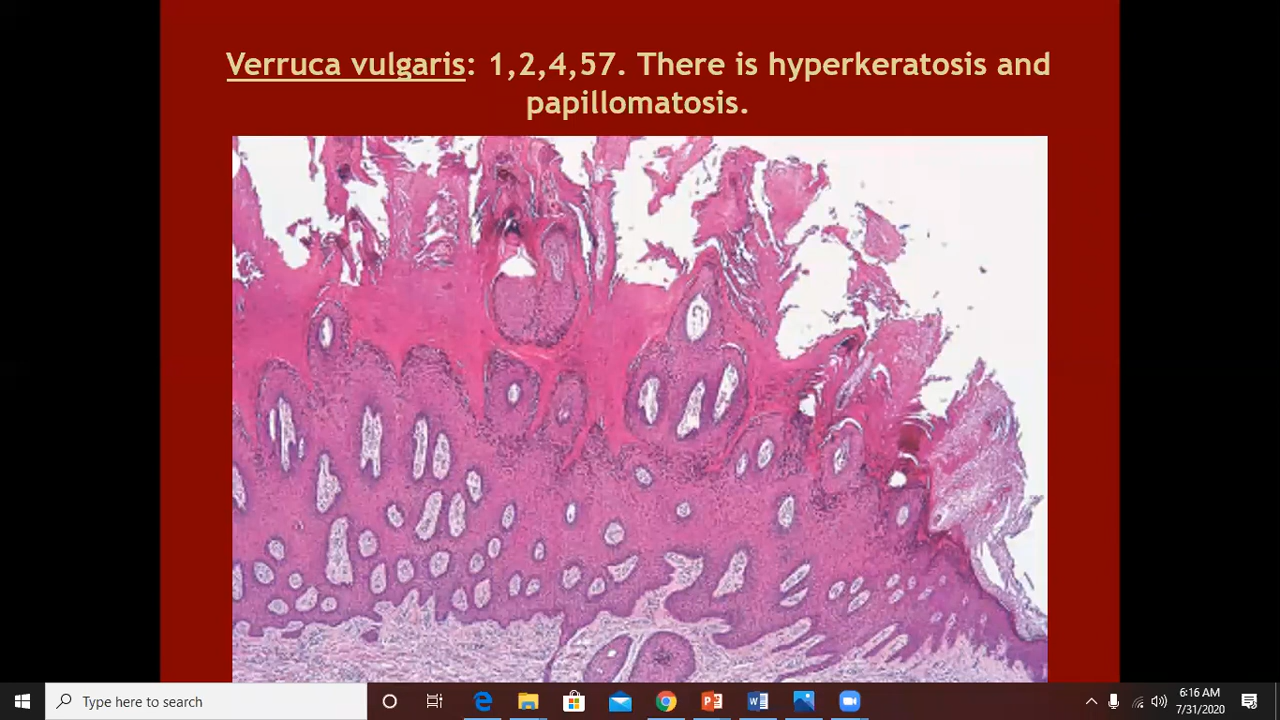 Verruca vulgaris: 1,2,4,57. There is hyperkeratosis and
papillomatosis.
Type here to search
6:16 AM
7/31/2020